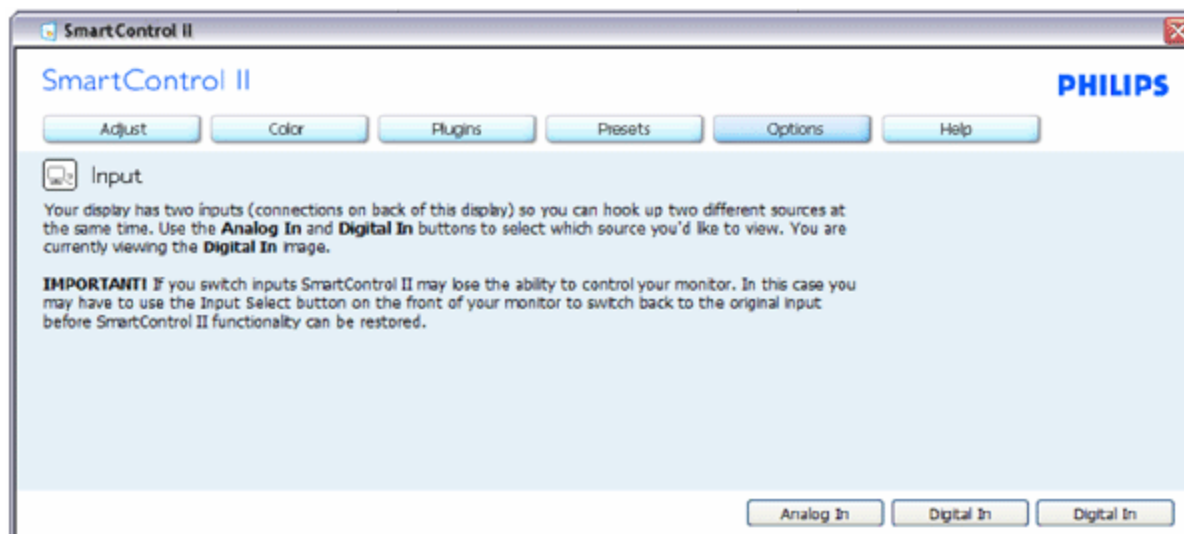 SmartControl II
SmartControl II
PHILIPS
Adjust Color Plugins Presets Options Help
Input
Your display has two inputs (connections on back of this display) so you can hook up two different sources at
the same time. Use the Analog In and Digital In buttons to select which source you'd like to view. You are
currently viewing the Digital In image.
IMPORTANT! If you switch inputs SmartControl II may lose the ability to control your monitor. In this case you
may have to use the Input Select button on the front of your monitor to switch back to the original input
before SmartControl II functionality can be restored.
Analog In Digital In Digital In